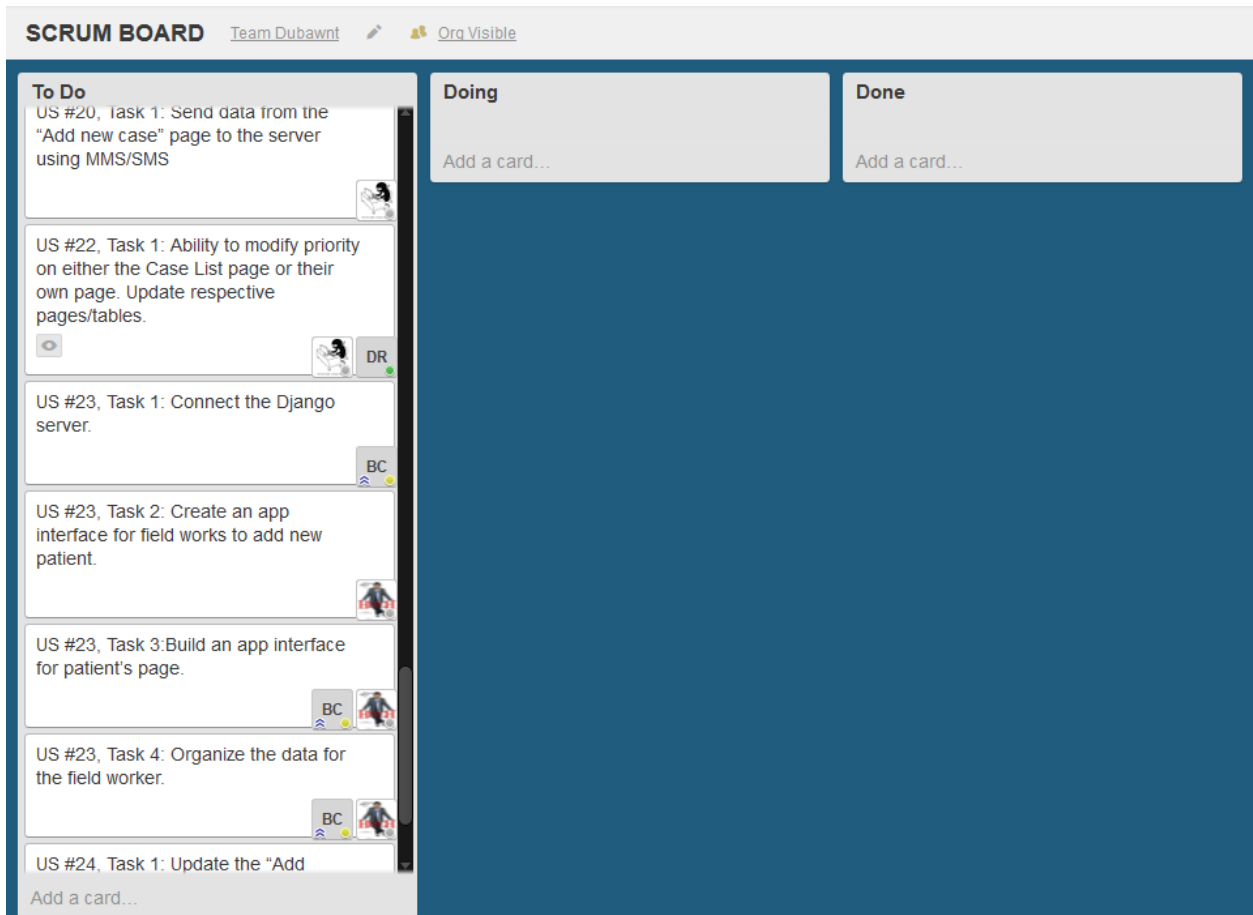 SCRUM BOARD Team Dubawnt Org Visible
To Do
US #20, Task 1: Send data from the
“Add new case” page to the server
using MMS/SMS
US #22, Task 1: Ability to modify priority
on either the Case List page or their
own page. Update respective
pages/tables.
DR
US #23, Task 1: Connect the Django
server.
BC
US #23, Task 2: Create an app
interface for field works to add new
patient.
US #23, Task 3:Build an app interface
for patient’s page.
BC
US #23, Task 4: Organize the data for
the field worker.
BC
US #24, Task 1: Update the “Add
Add a card...
Doing
Add a card...
Done
Add a card...